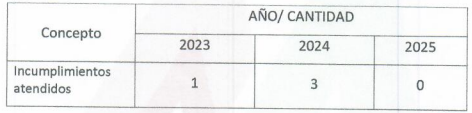 Concepto
AÑO/ CANTIDAD
2023 2024 2025
Incumplimientos
atendidos
1 3 0